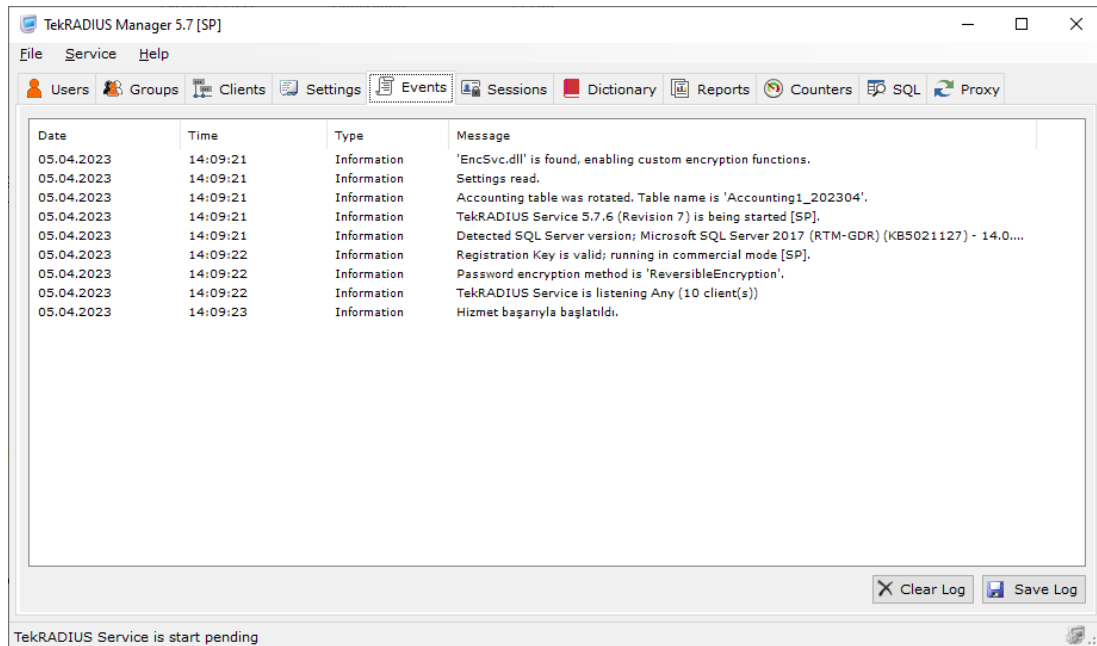 TekRADIUS Manager 5.7 [SP]
File Service Help
Users Groups Clients Settings Events Sessions Dictionary Reports Counters SQL Proxy
Date Time Type Message
05.04.2023 14:09:21 Information 'EncSvc.dll' is found, enabling custom encryption functions.
05.04.2023 14:09:21 Information Settings read.
05.04.2023 14:09:21 Information Accounting table was rotated. Table name is 'Accounting1_202304'.
05.04.2023 14:09:21 Information TekRADIUS Service 5.7.6 (Revision 7) is being started [SP].
05.04.2023 14:09:21 Information Detected SQL Server version; Microsoft SQL Server 2017 (RTM-GDR) (KB5021127) - 14.0....
05.04.2023 14:09:22 Information Registration Key is valid; running in commercial mode [SP].
05.04.2023 14:09:22 Information Password encryption method is 'ReversibleEncryption'.
05.04.2023 14:09:22 Information TekRADIUS Service is listening Any (10 client(s))
05.04.2023 14:09:23 Information Hizmet başarıyla başlatıldı.
Clear Log Save Log
TekRADIUS Service is start pending